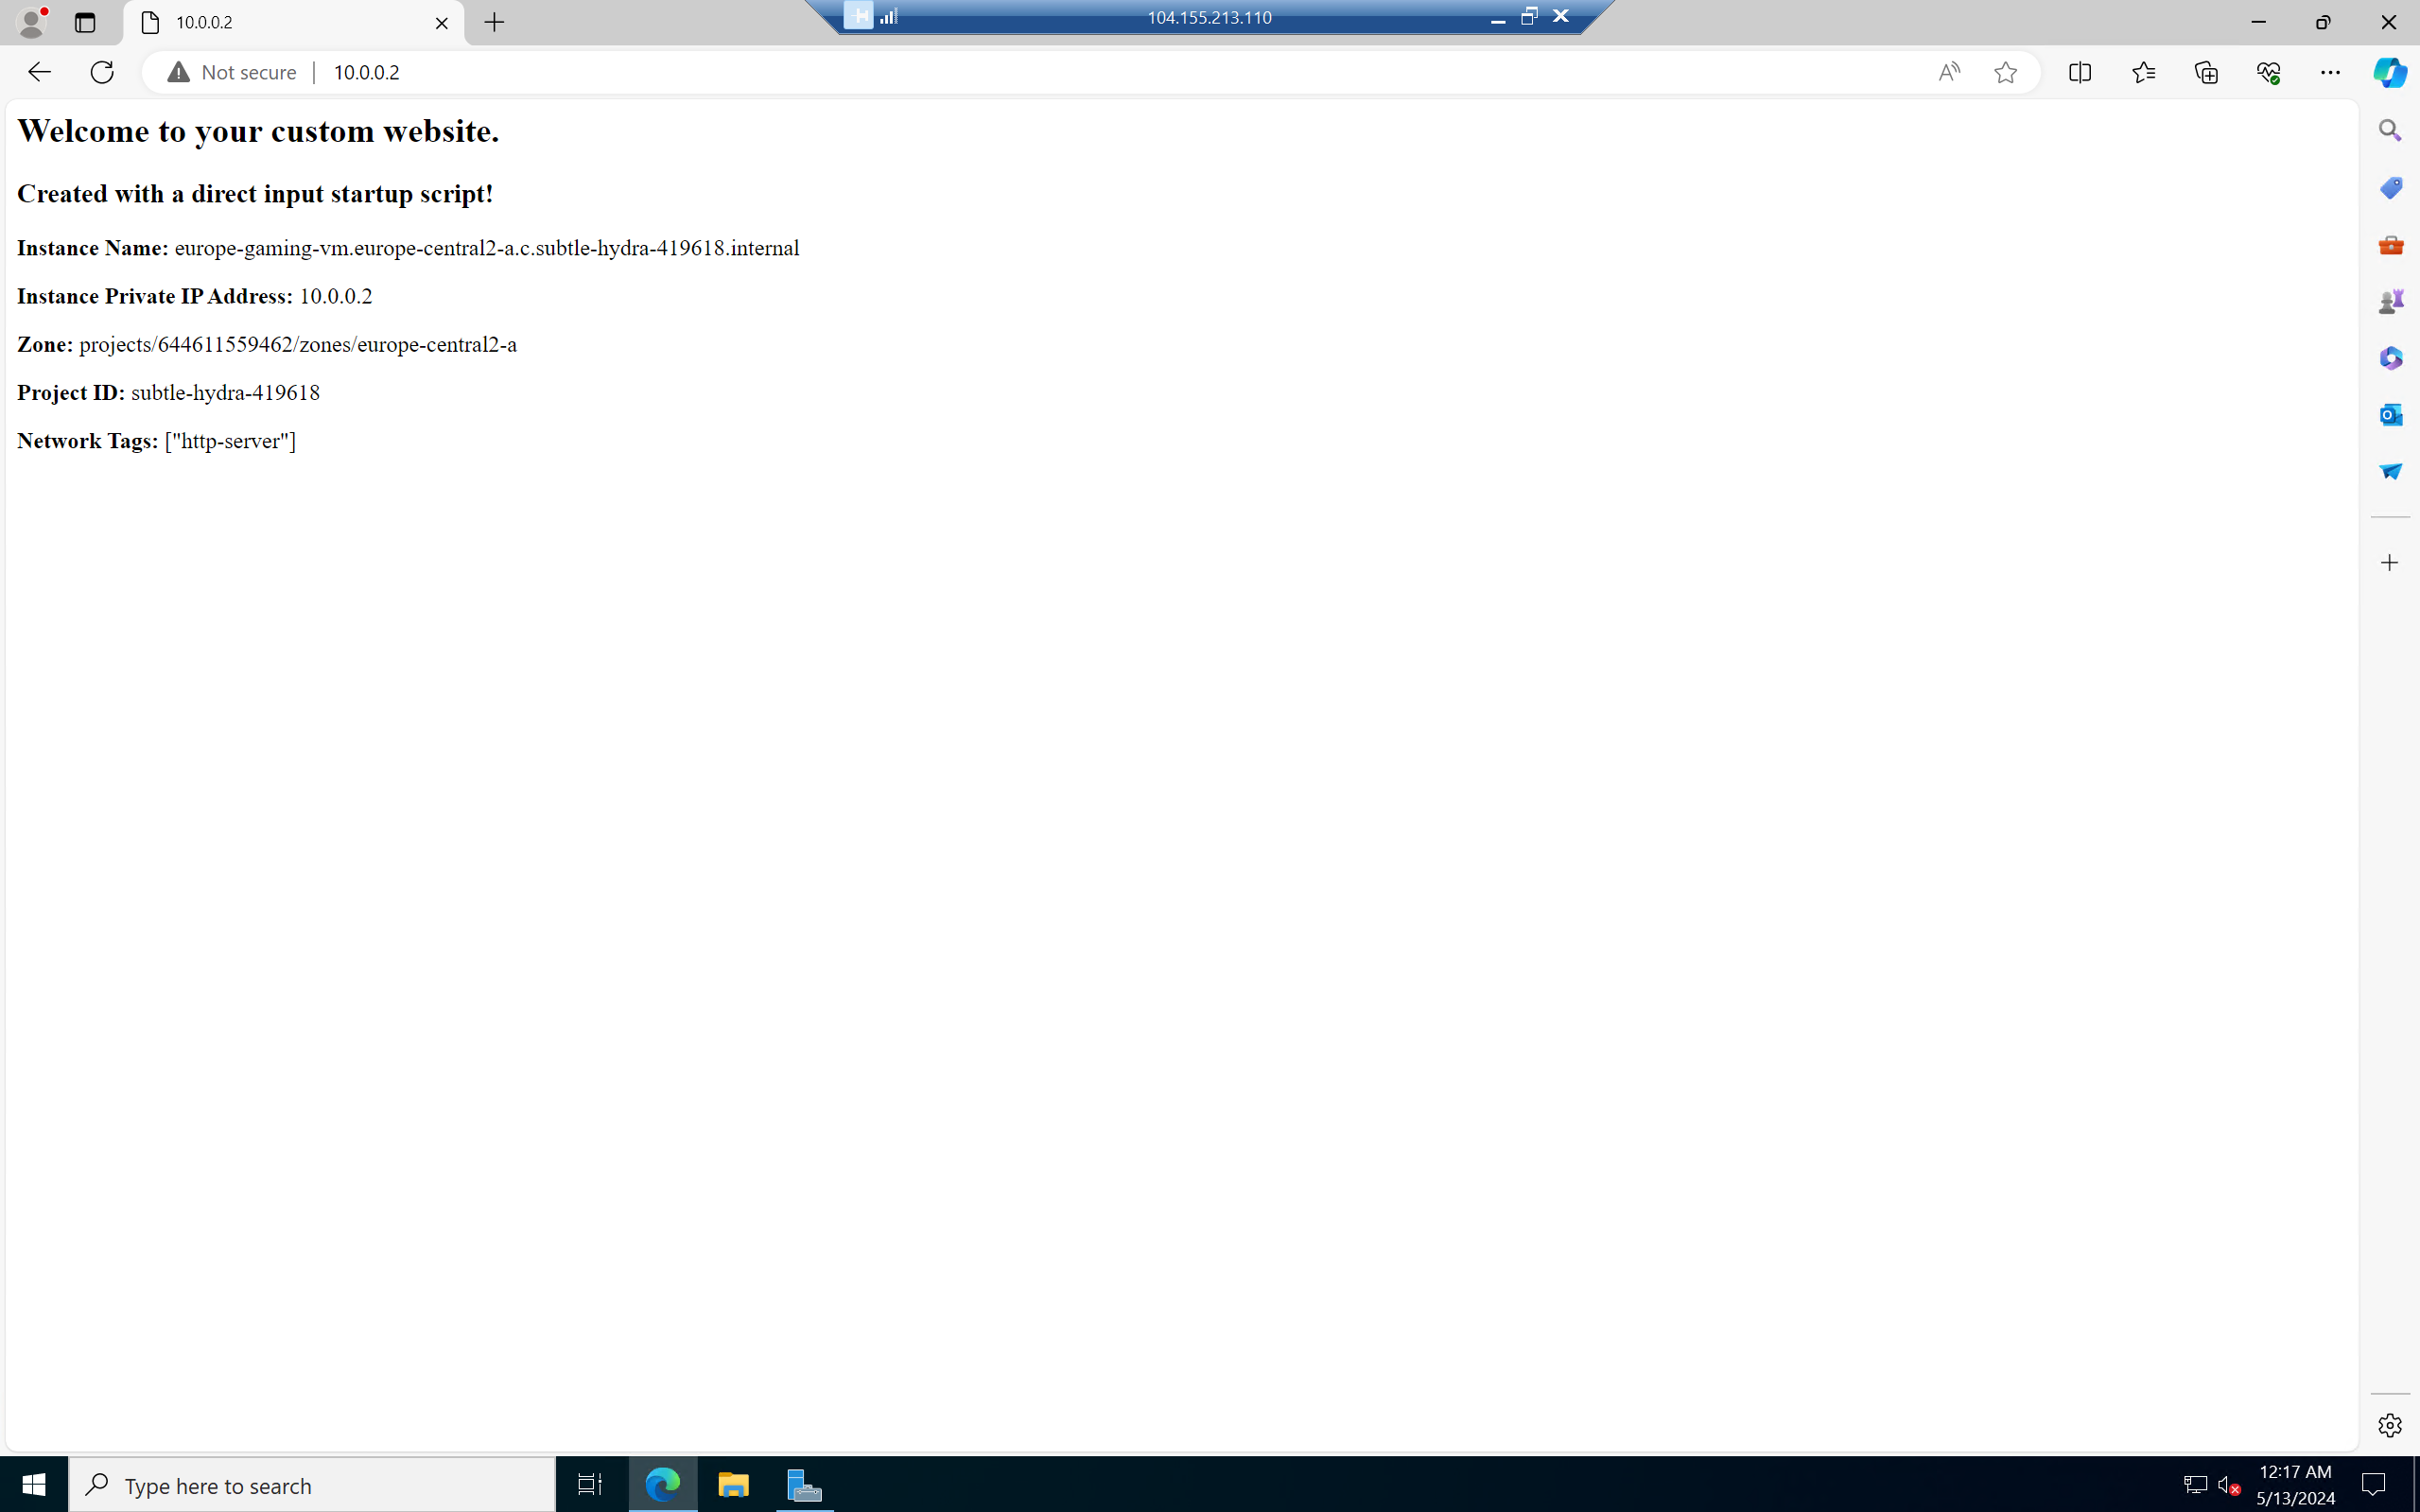 10.0.0.2
104.155.213.110
Not secure | 10.0.0.2
Welcome to your custom website.
Created with a direct input startup script!
Instance Name: europe-gaming-vm.europe-central2-a.c.subtle-hydra-419618.internal
Instance Private IP Address: 10.0.0.2
Zone: projects/644611559462/zones/europe-central2-a
Project ID: subtle-hydra-419618
Network Tags: ["http-server"]
Type here to search
12:17 AM
5/13/2024